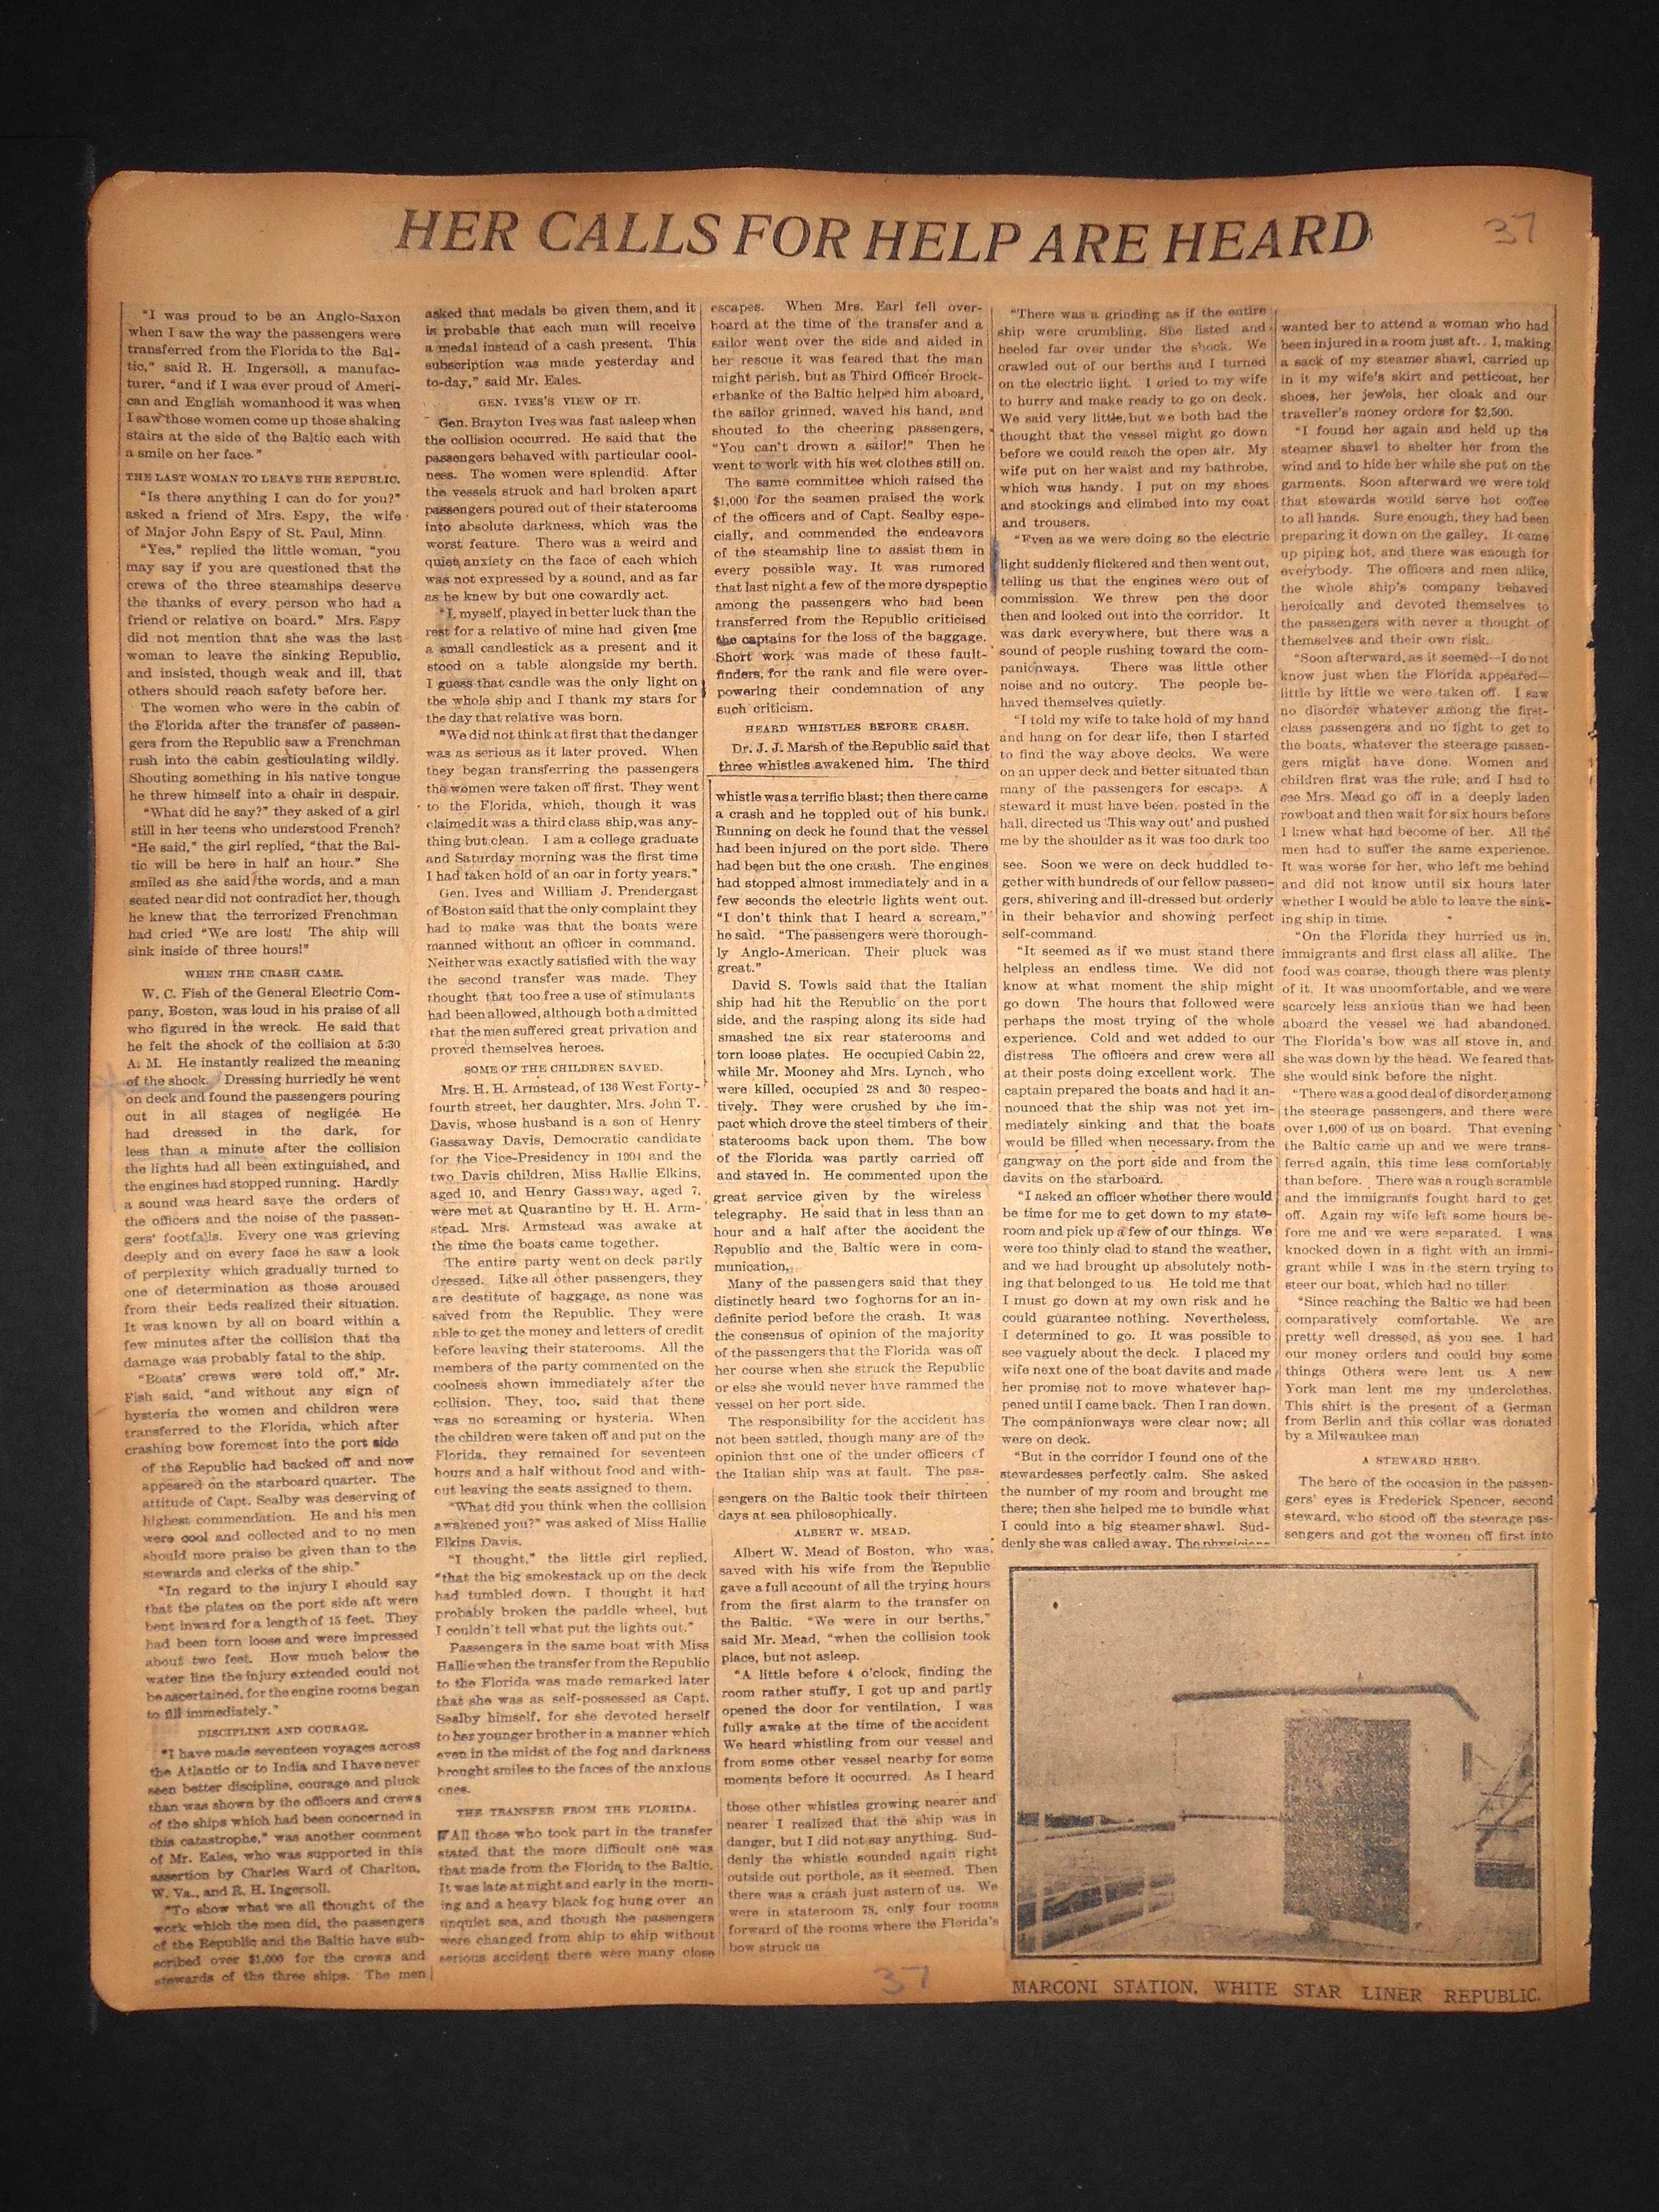 HER CALLS FOR HELP ARE HEARD
37
"I was proud to be an Anglo-Saxon
when I saw the way the passengers were
transferred from the Florida to the Bal-
tic," said R. H. Ingersoll, a manufac-
turer, "and if I was ever proud of Ameri-
can and English womanhood it was when
I saw those women come up those shaking
stairs at the side of the Baltic each with
a smile on her face."
THE LAST WOMAN TO LEAVE THE REPUBLIC.
"Is there anything I can do for you?"
asked a friend of Mrs. Espy, the wife
of Major John Espy of St. Paul, Minn.
"Yes," replied the little woman, "you
may say if you are questioned that the
crews of the three steamships deserve
the thanks of every person who had a
friend or relative on board." Mrs. Espy
did not mention that she was the last
woman to leave the sinking Republic,
and insisted, though weak and ill, that
others should reach safety before her.
The women who were in the cabin of
the Florida after the transfer of passen-
gers from the Republic saw a Frenchman
rush into the cabin gesticulating wildly.
Shouting something in his native tongue
he threw himself into a chair in despair.
"What did he say?" they asked of a girl
still in her teens who understood French?
"He said," the girl replied, "that the Bal-
tic will be here in half an hour." She
smiled as she said the words, and a man
seated near did not contradict her, though
he knew that the terrorized Frenchman
had cried "We are lost! The ship will
sink inside of three hours!"
WHEN THE CRASH CAME.
W. C. Fish of the General Electric Com-
pany, Boston, was loud in his praise of all
who figured in the wreck. He said that
he felt the shock of the collision at 5:30
A. M. He instantly realized the meaning
of the shock. Dressing hurriedly he went
on deck and found the passengers pouring
out in all stages of negligée. He
had dressed in the dark, for
less than a minute after the collision
the lights had all been extinguished, and
the engines had stopped running. Hardly
a sound was heard save the orders of
the officers and the noise of the passen-
gers' footfalls. Every one was grieving
deeply and on every face he saw a look
of perplexity which gradually turned to
one of determination as those aroused
from their beds realized their situation.
It was known by all on board within a
few minutes after the collision that the
damage was probably fatal to the ship.
"Boats' crews were told off," Mr.
Fish said, "and without any sign of
hysteria the women and children were
transferred to the Florida, which after
crashing bow foremost into the port side
of the Republic had backed off and now
appeared on the starboard quarter. The
attitude of Capt. Sealby was deserving of
highest commendation. He and his men
were cool and collected and to no men
should more praise be given than to the
stewards and clerks of the ship."
"In regard to the injury I should say
that the plates on the port side aft were
bent inward for a length of 15 feet. They
had been torn loose and were impressed
about two feet. How much below the
water line the injury extended could not
be ascertained, for the engine rooms began
to fill immediately."
DISCIPLINE AND COURAGE.
"I have made seventeen voyages across
the Atlantic or to India and I have never
seen better discipline, courage and pluck
than was shown by the officers and crews
of the ships which had been concerned in
this catastrophe," was another comment
of Mr. Eales, who was supported in this
assertion by Charles Ward of Charlton,
W. Va., and R. H. Ingersoll.
"To show what we all thought of the
work which the men did, the passengers
of the Republic and the Baltic have sub-
scribed over $1,000 for the crews and
stewards of the three ships. The men
asked that medals be given them, and it
is probable that each man will receive
a medal instead of a cash present. This
subscription was made yesterday and
to-day," said Mr. Eales.
GEN. IVES'S VIEW OF IT.
Gen. Brayton Ives was fast asleep when
the collision occurred. He said that the
passengers behaved with particular cool-
ness. The women were splendid. After
the vessels struck and had broken apart
passengers poured out of their staterooms
into absolute darkness, which was the
worst feature. There was a weird and
quiet anxiety on the face of each which
was not expressed by a sound, and as far
as he knew by but one cowardly act.
"I, myself, played in better luck than the
rest for a relative of mine had given me
a small candlestick as a present and it
stood on a table alongside my berth.
I guess that candle was the only light on
the whole ship and I thank my stars for
the day that relative was born.
"We did not think at first that the danger
was as serious as it later proved. When
they began transferring the passengers
the women were taken off first. They went
to the Florida, which, though it was
claimed it was a third class ship, was any-
thing but clean. I am a college graduate
and Saturday morning was the first time
I had taken hold of an oar in forty years."
Gen. Ives and William J. Prendergast
of Boston said that the only complaint they
had to make was that the boats were
manned without an officer in command.
Neither was exactly satisfied with the way
the second transfer was made. They
thought that too free a use of stimulants
had been allowed, although both admitted
that the men suffered great privation and
proved themselves heroes.
SOME OF THE CHILDREN SAVED.
Mrs. H. H. Armstead, of 136 West Forty-
fourth street, her daughter, Mrs. John T.
Davis, whose husband is a son of Henry
Gassaway Davis, Democratic candidate
for the Vice-Presidency in 1904 and the
two Davis children, Miss Hallie Elkins,
aged 10, and Henry Gassaway, aged 7,
were met at Quarantine by H. H. Arm-
stead. Mrs. Armstead was awake at
the time the boats came together.
The entire party went on deck partly
dressed. Like all other passengers, they
are destitute of baggage, as none was
saved from the Republic. They were
able to get the money and letters of credit
before leaving their staterooms. All the
members of the party commented on the
coolness shown immediately after the
collision. They, too, said that there
was no screaming or hysteria. When
the children were taken off and put on the
Florida, they remained for seventeen
hours and a half without food and with-
out leaving the seats assigned to them.
"What did you think when the collision
awakened you?" was asked of Miss Hallie
Elkins Davis.
"I thought," the little girl replied,
"that the big smokestack up on the deck
had tumbled down. I thought it had
probably broken the paddle wheel, but
I couldn't tell what put the lights out."
Passengers in the same boat with Miss
Hallie when the transfer from the Republic
to the Florida was made remarked later
that she was as self-possessed as Capt.
Sealby himself, for she devoted herself
to her younger brother in a manner which
even in the midst of the fog and darkness
brought smiles to the faces of the anxious
ones.
THE TRANSFER FROM THE FLORIDA.
All those who took part in the transfer
stated that the more difficult one was
that made from the Florida to the Baltic.
It was late at night and early in the morn-
ing and a heavy black fog hung over an
unquiet sea, and though the passengers
were changed from ship to ship without
serious accident there were many close
escapes. When Mrs. Earl fell over-
board at the time of the transfer and a
sailor went over the side and aided in
her rescue it was feared that the man
might perish, but as Third Officer Brock-
erbanke of the Baltic helped him aboard,
the sailor grinned, waved his hand, and
shouted to the cheering passengers,
"You can't drown a sailor!" Then he
went to work with his wet clothes still on.
The same committee which raised the
$1,000 for the seamen praised the work
of the officers and of Capt. Sealby espe-
cially, and commended the endeavors
of the steamship line to assist them in
every possible way. It was rumored
that last night a few of the more dyspeptic
among the passengers who had been
transferred from the Republic criticised
the captains for the loss of the baggage.
Short work was made of these fault-
finders, for the rank and file were over-
powering their condemnation of any
such criticism.
HEARD WHISTLES BEFORE CRASH.
Dr. J. J. Marsh of the Republic said that
three whistles awakened him. The third
whistle was a terrific blast; then there came
a crash and he toppled out of his bunk.
Running on deck he found that the vessel
had been injured on the port side. There
had been but the one crash. The engines
had stopped almost immediately and in a
few seconds the electric lights went out.
"I don't think that I heard a scream,"
he said. "The passengers were thorough-
ly Anglo-American. Their pluck was
great."
David S. Towls said that the Italian
ship had hit the Republic on the port
side, and the rasping along its side had
smashed the six rear staterooms and
torn loose plates. He occupied Cabin 22,
while Mr. Mooney ahd Mrs. Lynch, who
were killed, occupied 28 and 30 respec-
tively. They were crushed by the im-
pact which drove the steel timbers of their
staterooms back upon them. The bow
of the Florida was partly carried off
and staved in. He commented upon the
great service given by the wireless
telegraphy. He said that in less than an
hour and a half after the accident the
Republic and the Baltic were in com-
munication.
Many of the passengers said that they
distinctly heard two foghorns for an in-
definite period before the crash. It was
the consensus of opinion of the majority
of the passengers that the Florida was off
her course when she struck the Republic
or else she would never have rammed the
vessel on her port side.
The responsibility for the accident has
not been settled, though many are of the
opinion that one of the under officers of
the Italian ship was at fault. The pas-
sengers on the Baltic took their thirteen
days at sea philosophically.
ALBERT W. MEAD.
Albert W. Mead of Boston, who was
saved with his wife from the Republic
gave a full account of all the trying hours
from the first alarm to the transfer on
the Baltic. "We were in our berths,"
said Mr. Mead, "when the collision took
place, but not asleep.
"A little before 4 o'clock, finding the
room rather stuffy, I got up and partly
opened the door for ventilation. I was
fully awake at the time of the accident
We heard whistling from our vessel and
from some other vessel nearby for some
moments before it occurred. As I heard
those other whistles growing nearer and
nearer I realized that the ship was in
danger, but I did not say anything. Sud-
denly the whistle sounded again right
outside out porthole, as it seemed. Then
there was a crash just astern of us. We
were in stateroom 78, only four rooms
forward of the rooms where the Florida's
bow struck us
"There was a grinding as if the entire
ship were crumbling. She listed and
heeled far over under the shock. We
crawled out of our berths and I turned
on the electric light. I cried to my wife
to hurry and make ready to go on deck.
We said very little, but we both had the
thought that the vessel might go down
before we could reach the open air. My
wife put on her waist and my bathrobe,
which was handy. I put on my shoes
and stockings and climbed into my coat
and trousers.
"Even as we were doing so the electric
light suddenly flickered and then went out,
telling us that the engines were out of
commission. We threw pen the door
then and looked out into the corridor. It
was dark everywhere, but there was a
sound of people rushing toward the com-
panionways. There was little other
noise and no outcry. The people be-
haved themselves quietly.
"I told my wife to take hold of my hand
and hang on for dear life, then I started
to find the way above decks. We were
on an upper deck and better situated than
many of the passengers for escape. A
steward it must have been, posted in the
hall, directed us 'This way out' and pushed
me by the shoulder as it was too dark too
see. Soon we were on deck huddled to-
gether with hundreds of our fellow passen-
gers, shivering and ill-dressed but orderly
in their behavior and showing perfect
self-command.
"It seemed as if we must stand there
helpless an endless time. We did not
know at what moment the ship might
go down The hours that followed were
perhaps the most trying of the whole
experience. Cold and wet added to our
distress The officers and crew were all
at their posts doing excellent work. The
captain prepared the boats and had it an-
nounced that the ship was not yet im-
mediately sinking and that the boats
would be filled when necessary, from the
gangway on the port side and from the
davits on the starboard.
"I asked an officer whether there would
be time for me to get down to my state-
room and pick up a few of our things. We
were too thinly clad to stand the weather,
and we had brought up absolutely noth-
ing that belonged to us He told me that
I must go down at my own risk and he
could guarantee nothing. Nevertheless,
I determined to go. It was possible to
see vaguely about the deck. I placed my
wife next one of the boat davits and made
her promise not to move whatever hap-
pened until I came back. Then I ran down.
The companionways were clear now; all
were on deck.
"But in the corridor I found one of the
stewardesses perfectly calm. She asked
the number of my room and brought me
there; then she helped me to bundle what
I could into a big steamer shawl. Sud-
denly she was called away. The physicians
wanted her to attend a woman who had
been injured in a room just aft. I, making
a sack of my steamer shawl, carried up
in it my wife's skirt and petticoat, her
shoes, her jewels, her cloak and our
traveller's money orders for $2,500.
"I found her again and held up the
steamer shawl to shelter her from the
wind and to hide her while she put on the
garments. Soon afterward we were told
that stewards would serve hot coffee
to all hands. Sure enough, they had been
preparing it down on the galley. It came
up piping hot, and there was enough for
everybody. The officers and men alike,
the whole ship's company behaved
heroically and devoted themselves to
the passengers with never a thought of
themselves and their own risk.
"Soon afterward, as it seemed—I do not
know just when the Florida appeared—
little by little we were taken off. I saw
no disorder whatever among the first-
class passengers and no fight to get to
the boats, whatever the steerage passen-
gers might have done. Women and
children first was the rule, and I had to
see Mrs. Mead go off in a deeply laden
rowboat and then wait for six hours before
I knew what had become of her. All the
men had to suffer the same experience.
It was worse for her, who left me behind
and did not know until six hours later
whether I would be able to leave the sink-
ing ship in time.
"On the Florida they hurried us in,
immigrants and first class all alike. The
food was coarse, though there was plenty
of it. It was uncomfortable, and we were
scarcely less anxious than we had been
aboard the vessel we had abandoned.
The Florida's bow was all stove in, and
she was down by the head. We feared that
she would sink before the night.
"There was a good deal of disorder among
the steerage passengers, and there were
over 1,600 of us on board. That evening
the Baltic came up and we were trans-
ferred again, this time less comfortably
than before. There was a rough scramble
and the immigrants fought hard to get
off. Again my wife left some hours be-
fore me and we were separated. I was
knocked down in a fight with an immi-
grant while I was in the stern trying to
steer our boat, which had no tiller
"Since reaching the Baltic we had been
comparatively comfortable. We are
pretty well dressed, as you see. I had
our money orders and could buy some
things Others were lent us. A new
York man lent me my underclothes.
This shirt is the present of a German
from Berlin and this collar was donated
by a Milwaukee man
A STEWARD HERO.
The hero of the occasion in the passen-
gers' eyes is Frederick Spencer, second
steward, who stood off the steerage pas-
sengers and got the women off first into
MARCONI STATION, WHITE STAR LINER REPUBLIC.
37